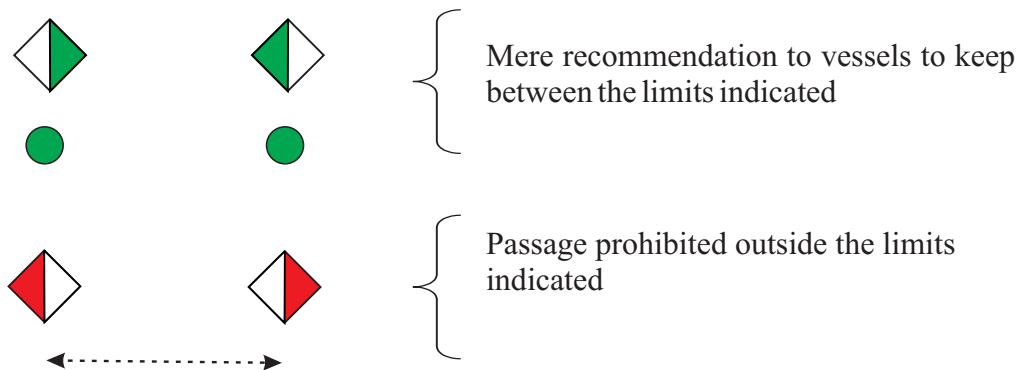 Mere recommendation to vessels to keep
between the limits indicated
Passage prohibited outside the limits
indicated